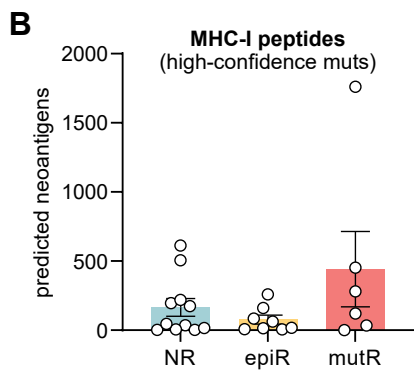 B
MHC-I peptides
(high-confidence muts)
predicted neoantigens
2000
1500
1000
500
0
NR epiR mutR